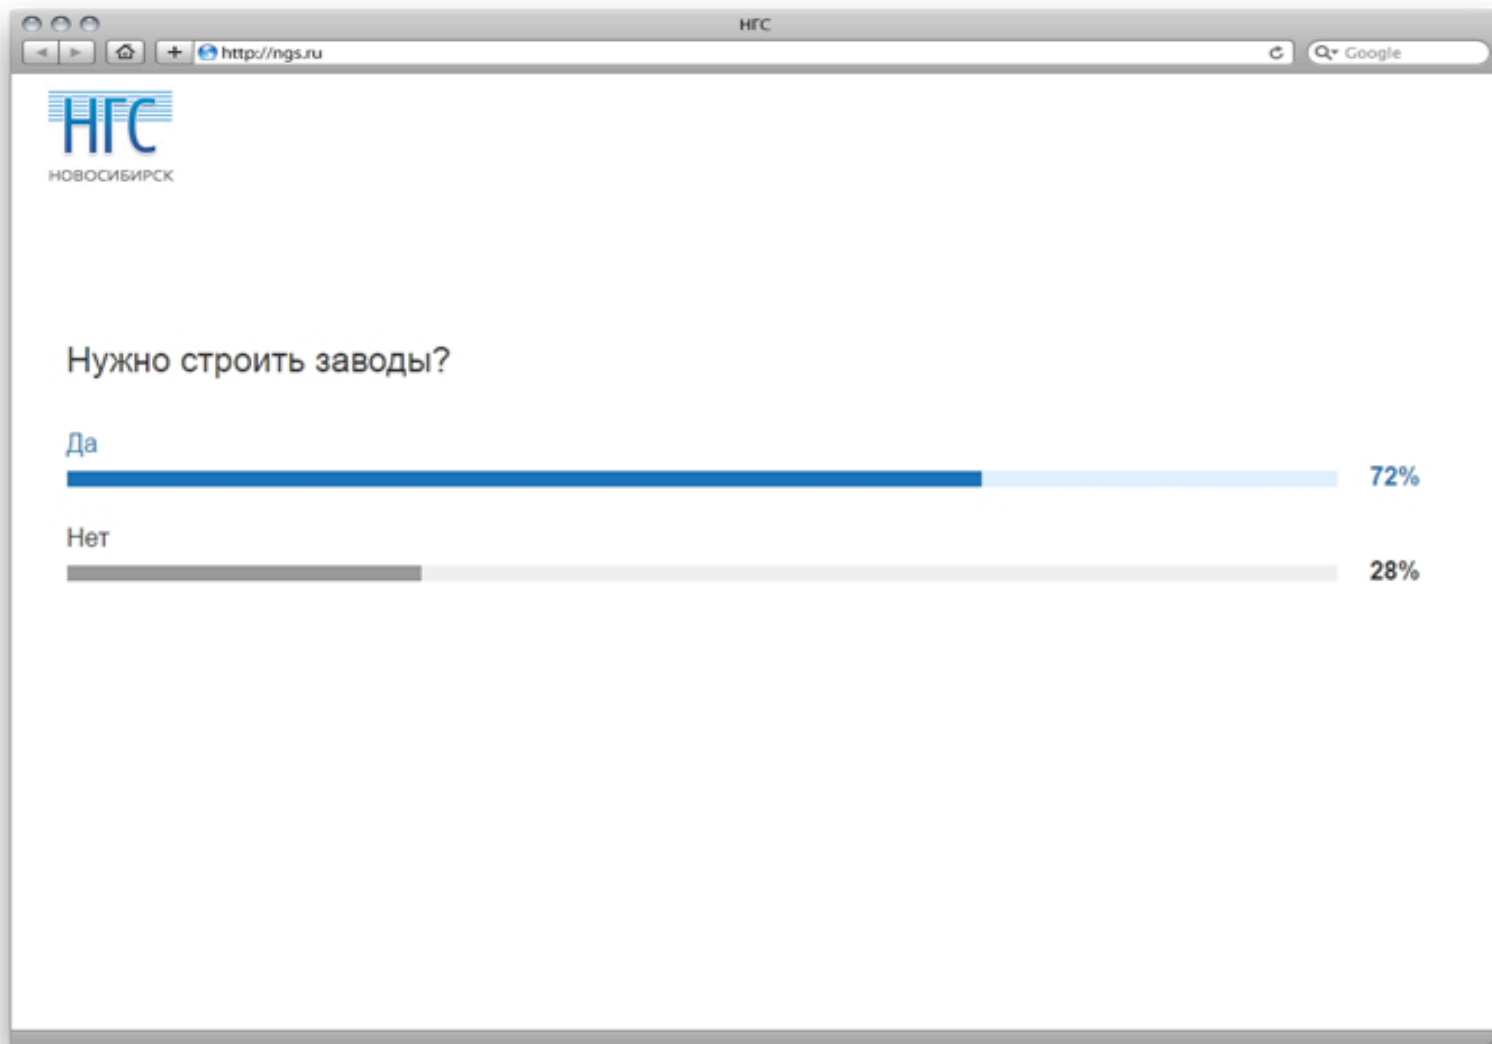 НГС
http://ngs.ru
Google
НГС
НОВОСИБИРСК
Нужно строить заводы?
Да
72%
Нет
28%